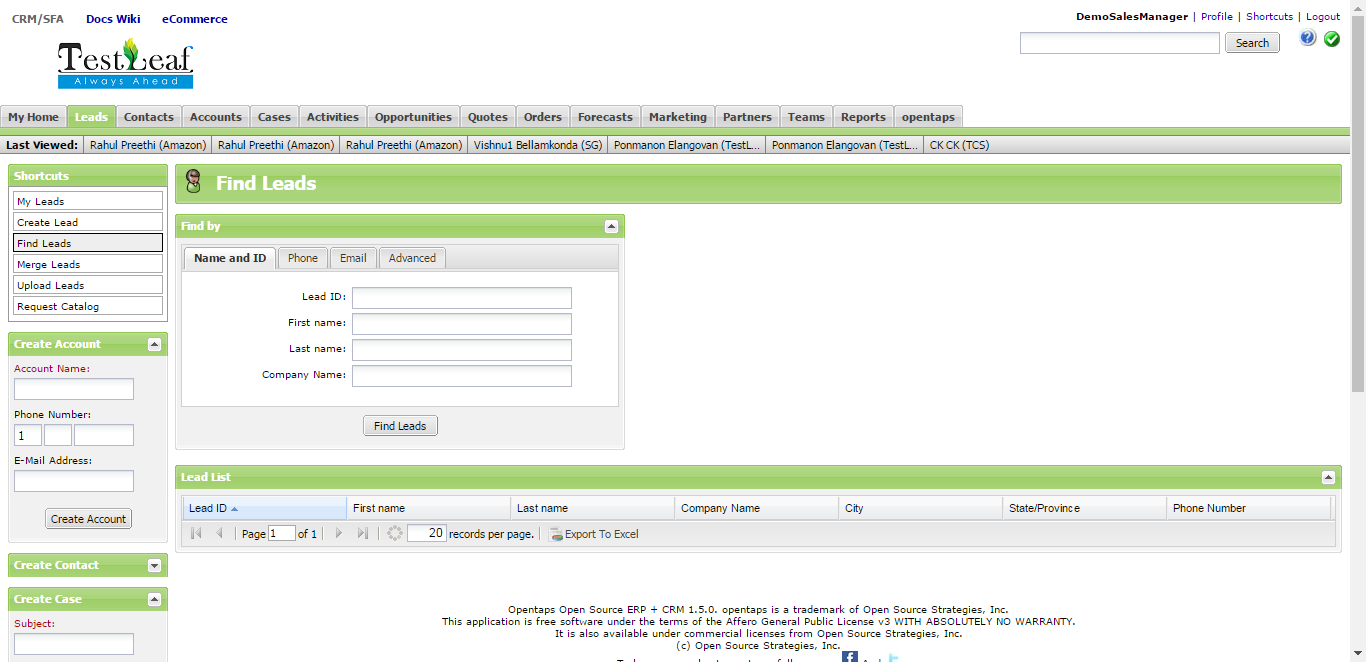 CRM/SFA Docs Wiki eCommerce
DemoSalesManager | Profile | Shortcuts | Logout
TestLeaf
Always Ahead
Search
?
My Home Leads Contacts Accounts Cases Activities Opportunities Quotes Orders Forecasts Marketing Partners Teams Reports opentaps
Last Viewed: Rahul Preethi (Amazon) Rahul Preethi (Amazon) Rahul Preethi (Amazon) Vishnu1 Bellamkonda (SG) Ponmanon Elangovan (TestL... Ponmanon Elangovan (TestL... CK CK (TCS)
Shortcuts
My Leads
Create Lead
Find Leads
Merge Leads
Upload Leads
Request Catalog
Create Account
Account Name:
Phone Number:
1
E-Mail Address:
Create Account
Create Contact
Create Case
Subject:
Find Leads
Find by
Name and ID Phone Email Advanced
Lead ID:
First name:
Last name:
Company Name:
Find Leads
Lead List
Lead ID First name Last name Company Name City State/Province Phone Number
Page 1 of 1 20 records per page. Export To Excel
Opentaps Open Source ERP + CRM 1.5.0. opentaps is a trademark of Open Source Strategies, Inc.
This application is free software under the terms of the Affero General Public License v3 WITH ABSOLUTELY NO WARRANTY.
It is also available under commercial licenses from Open Source Strategies, Inc.
(c) Open Source Strategies, Inc.